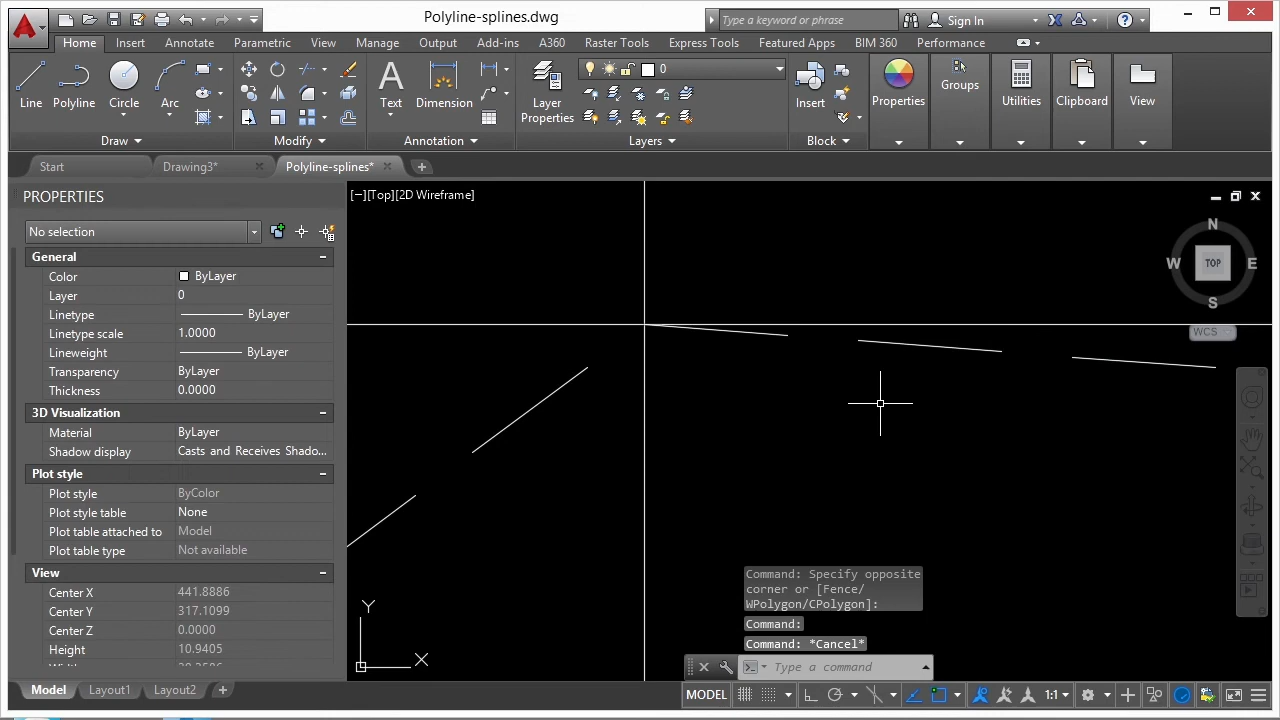 Polyline-splines.dwg
Type a keyword or phrase
Sign In
Home Insert Annotate Parametric View Manage Output Add-ins A360 Raster Tools Express Tools Featured Apps BIM 360 Performance
Line Polyline Circle Arc
Text Dimension
Layer Properties
0
Insert
Properties
Groups
Utilities
Clipboard
View
Draw Modify Annotation Layers Block
Start Drawing3* Polyline-splines*
PROPERTIES
[−][Top][2D Wireframe]
No selection
General
Color ByLayer
Layer 0
Linetype ByLayer
Linetype scale 1.0000
Lineweight ByLayer
Transparency ByLayer
Thickness 0.0000
3D Visualization
Material ByLayer
Shadow display Casts and Receives Shado...
Plot style
Plot style ByColor
Plot style table None
Plot table attached to Model
Plot table type Not available
View
Center X 441.8886
Center Y 317.1099
Center Z 0.0000
Height 10.9405
N
W TOP E
S
WCS
Y
X
Command: Specify opposite
corner or [Fence/
WPolygon/CPolygon]:
Command:
Command: *Cancel*
Type a command
Model Layout1 Layout2 +
MODEL 1:1